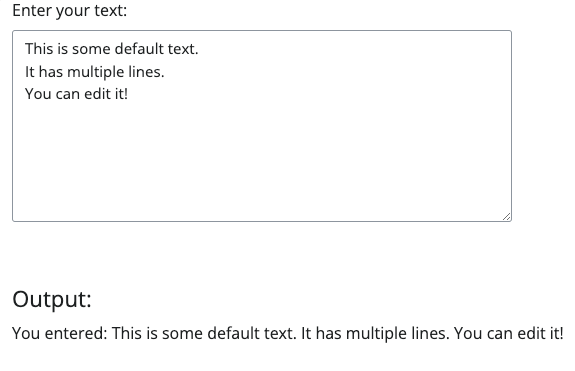 Enter your text:
This is some default text.
It has multiple lines.
You can edit it!
Output:
You entered: This is some default text. It has multiple lines. You can edit it!